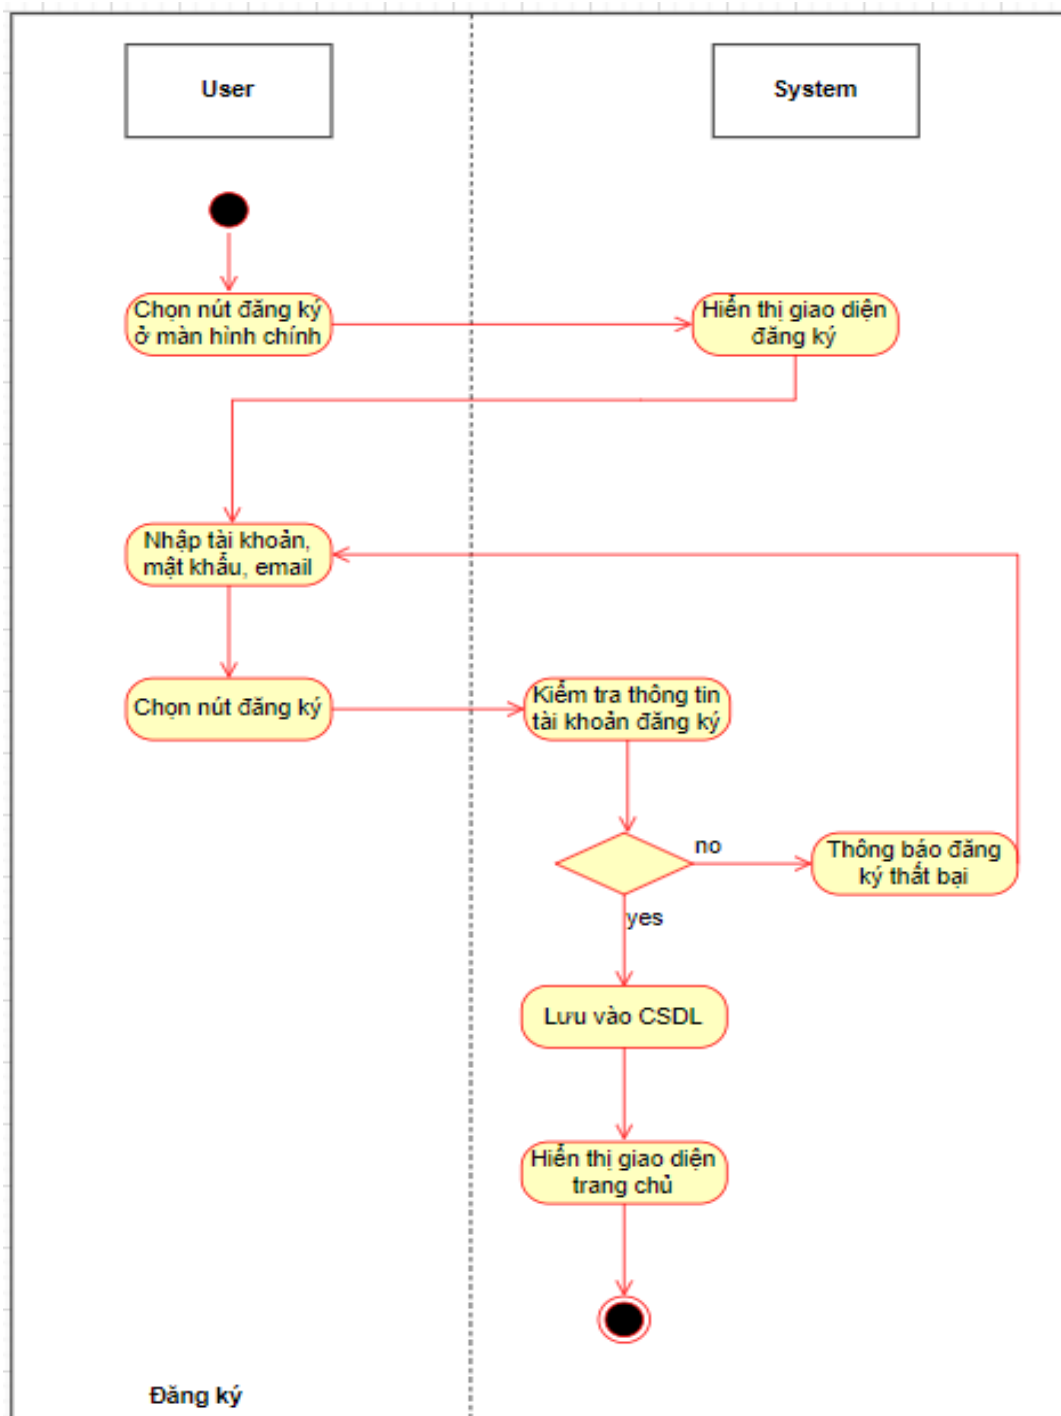 User
System
Chọn nút đăng ký
ở màn hình chính
Hiển thị giao diện
đăng ký
Nhập tài khoản,
mật khẩu, email
Chọn nút đăng ký
Kiểm tra thông tin
tài khoản đăng ký
no
Thông báo đăng
ký thất bại
yes
Lưu vào CSDL
Hiển thị giao diện
trang chủ
Đăng ký